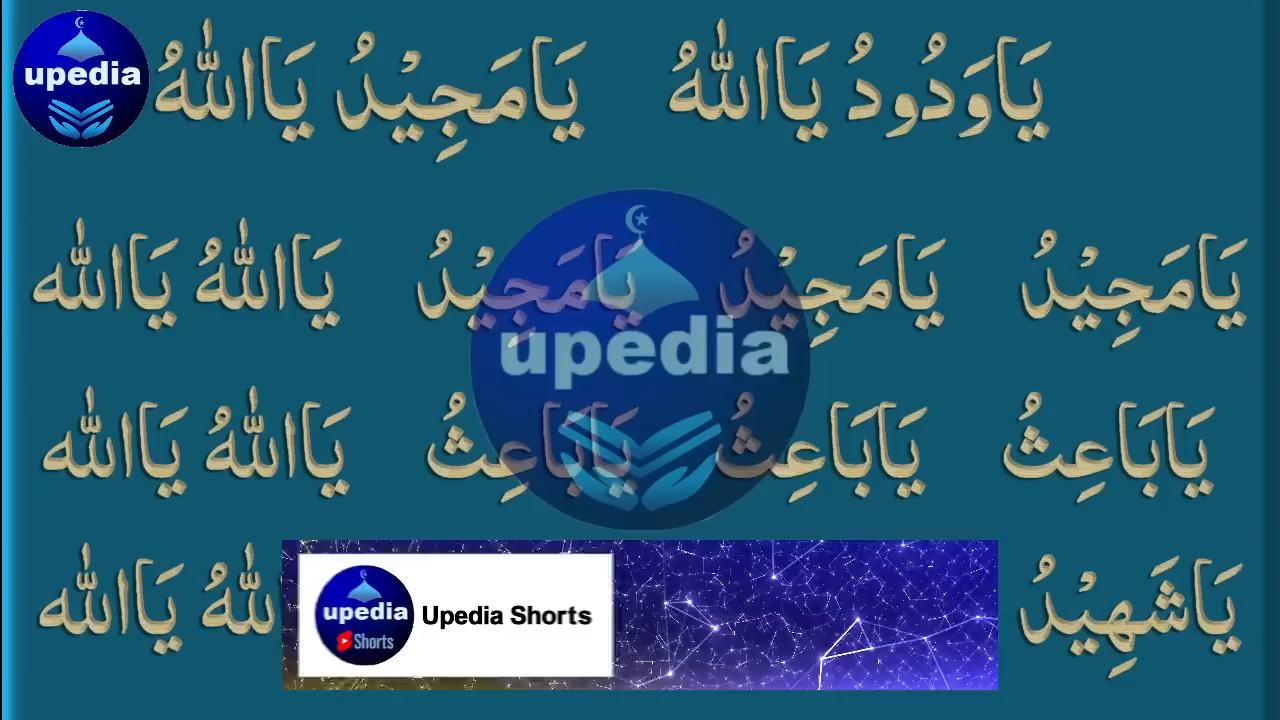 يَاوَدُودُ يَااللّٰهُ يَامَجِيْدُ يَااللّٰهُ
يَامَجِيْدُ يَامَجِيْدُ يَامَجِيْدُ يَااللّٰهُ يَااللّٰه
يَابَاعِثُ يَابَاعِثُ يَابَاعِثُ يَااللّٰهُ يَااللّٰه
يَاشَهِيْدُ يَااللّٰه
upedia
upedia
upedia
Shorts
Upedia Shorts